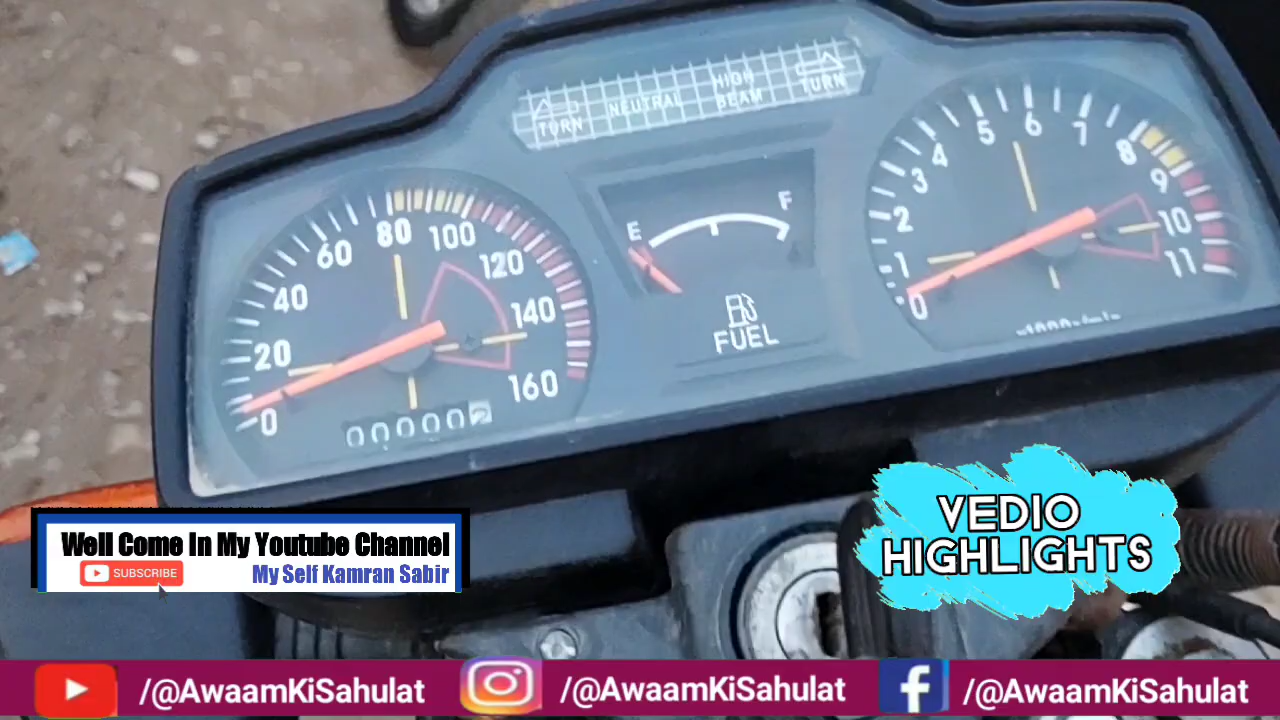 TURN NEUTRAL HIGH BEAM TURN
0 20 40 60 80 100 120 140 160
00000
E F
FUEL
0 1 2 3 4 5 6 7 8 9 10 11
Well Come In My Youtube Channel
SUBSCRIBE
My Self Kamran Sabir
VEDIO
HIGHLIGHTS
/@AwaamKiSahulat /@AwaamKiSahulat /@AwaamKiSahulat